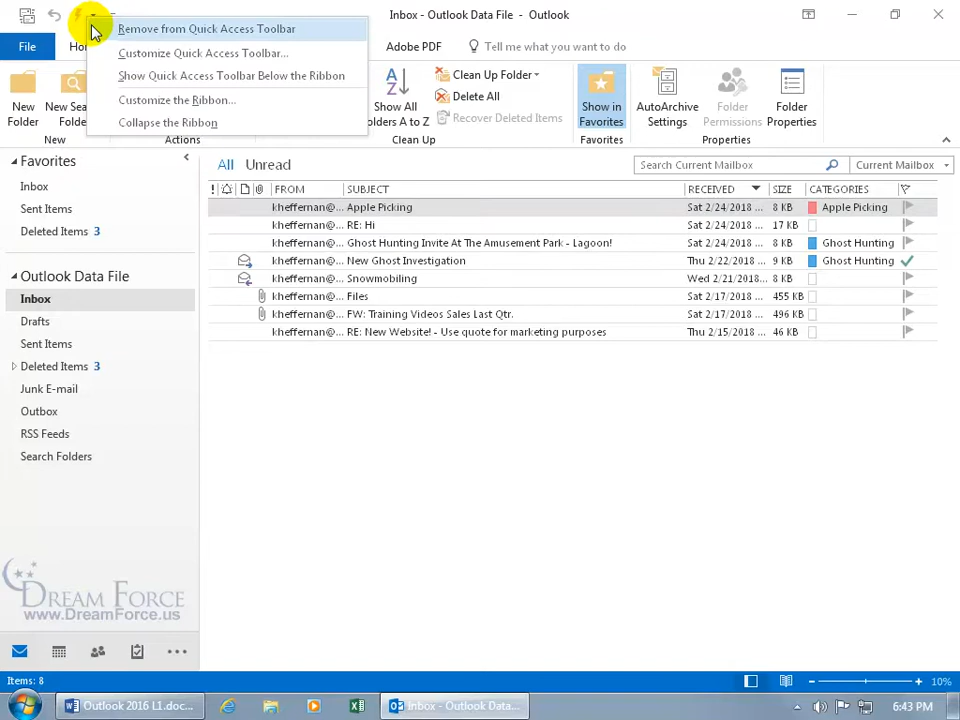 Inbox - Outlook Data File - Outlook
Remove from Quick Access Toolbar
Customize Quick Access Toolbar...
Show Quick Access Toolbar Below the Ribbon
Customize the Ribbon...
Collapse the Ribbon
File
Adobe PDF
Tell me what you want to do
New Folder
Show All
Clean Up Folder
Delete All
Recover Deleted Items
Show in Favorites
AutoArchive Settings
Folder Permissions
Folder Properties
New
Actions
Clean Up
Favorites
Properties
Favorites
Inbox
Sent Items
Deleted Items 3
Outlook Data File
Inbox
Drafts
Sent Items
Deleted Items 3
Junk E-mail
Outbox
RSS Feeds
Search Folders
All Unread
Search Current Mailbox
Current Mailbox
! FROM SUBJECT RECEIVED SIZE CATEGORIES
kheffernan@... Apple Picking Sat 2/24/2018 ... 8 KB Apple Picking
kheffernan@... RE: Hi Sat 2/24/2018 ... 17 KB
kheffernan@... Ghost Hunting Invite At The Amusement Park - Lagoon! Sat 2/24/2018 ... 8 KB Ghost Hunting
kheffernan@... New Ghost Investigation Thu 2/22/2018 ... 9 KB Ghost Hunting
kheffernan@... Snowmobiling Wed 2/21/2018...  8 KB
kheffernan@... Files Sat 2/17/2018 ... 455 KB
kheffernan@... FW: Training Videos Sales Last Qtr. Sat 2/17/2018 ... 496 KB
kheffernan@... RE: New Website! - Use quote for marketing purposes Thu 2/15/2018 ... 46 KB
DREAM FORCE
www.DreamForce.us
Items: 8
10%
Outlook 2016 L1.doc...
Inbox - Outlook Data...
6:43 PM